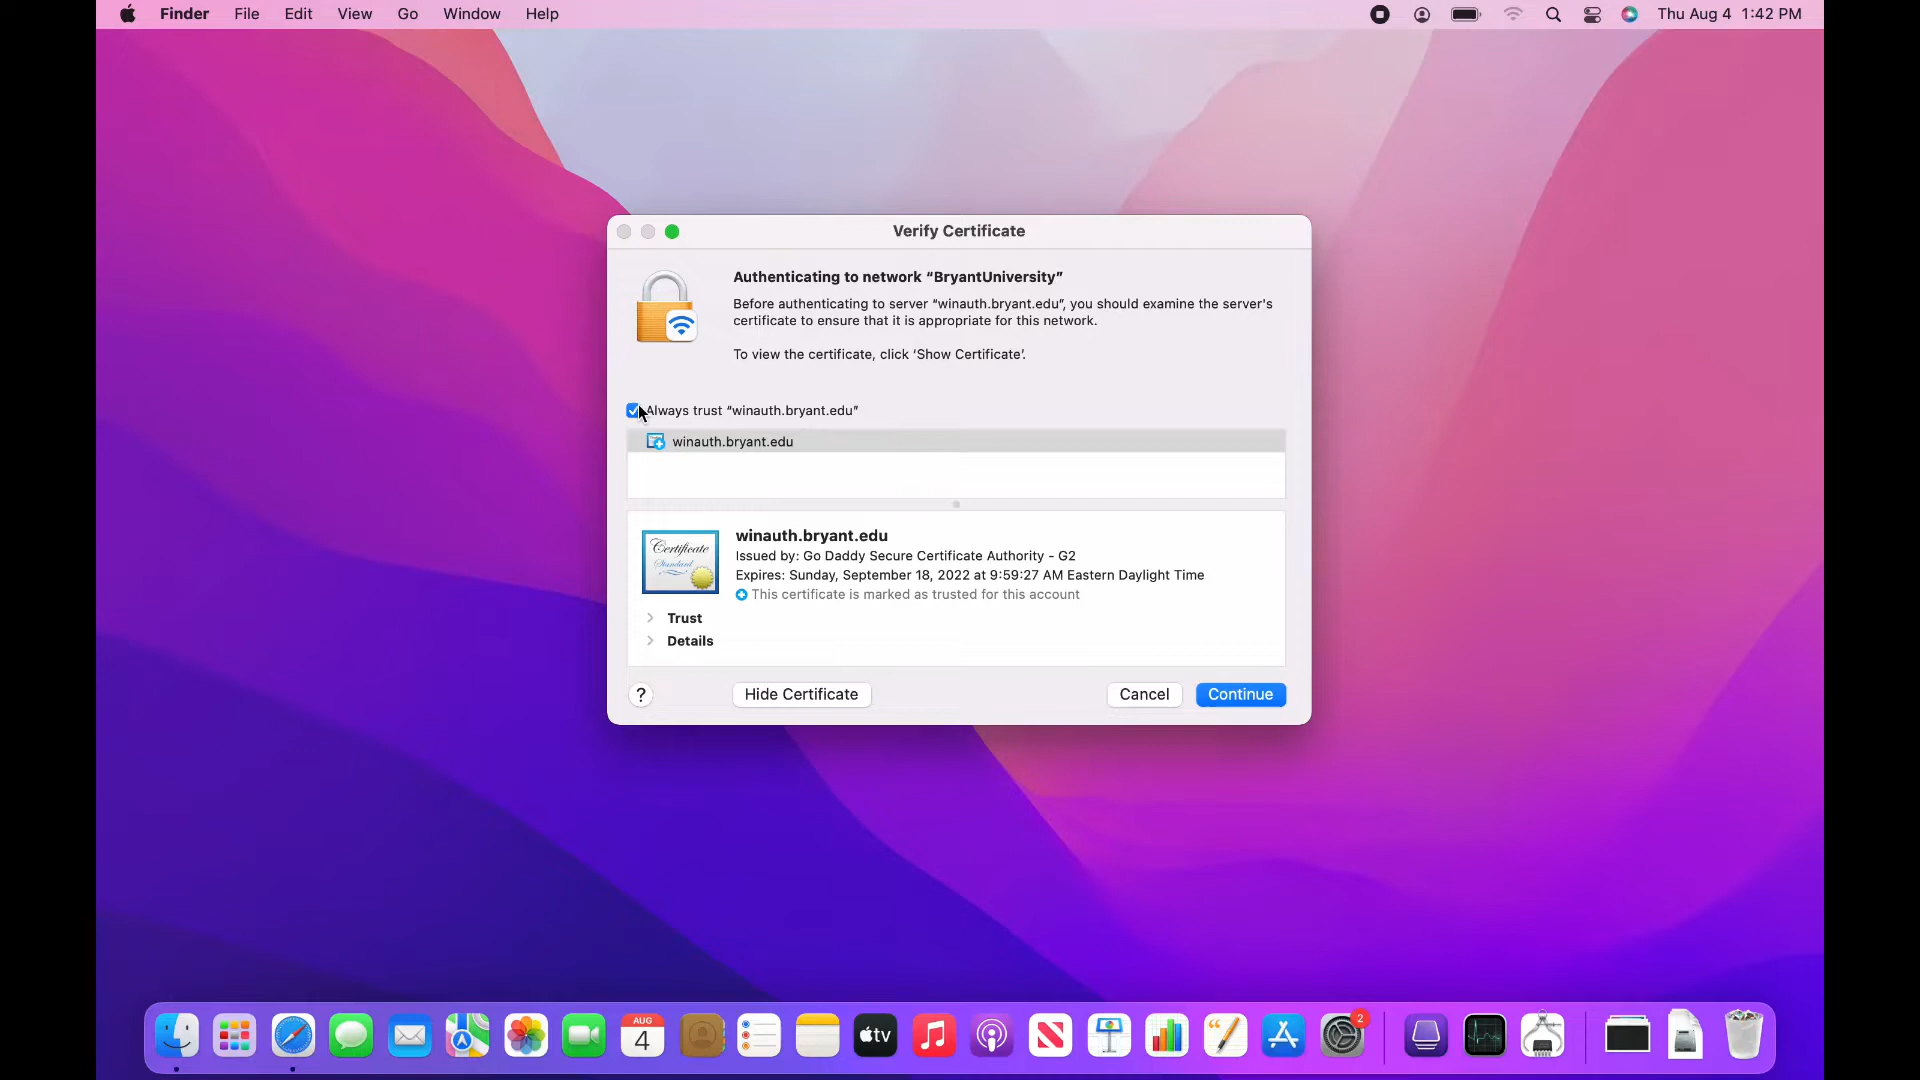 Finder File Edit View Go Window Help Thu Aug 4 1:42 PM
Verify Certificate
Authenticating to network “BryantUniversity”
Before authenticating to server “winauth.bryant.edu”, you should examine the server's
certificate to ensure that it is appropriate for this network.
To view the certificate, click ‘Show Certificate’.
Always trust “winauth.bryant.edu”
winauth.bryant.edu
Certificate
Standard
winauth.bryant.edu
Issued by: Go Daddy Secure Certificate Authority - G2
Expires: Sunday, September 18, 2022 at 9:59:27 AM Eastern Daylight Time
This certificate is marked as trusted for this account
Trust
Details
? Hide Certificate Cancel Continue
AUG
4
tv
2